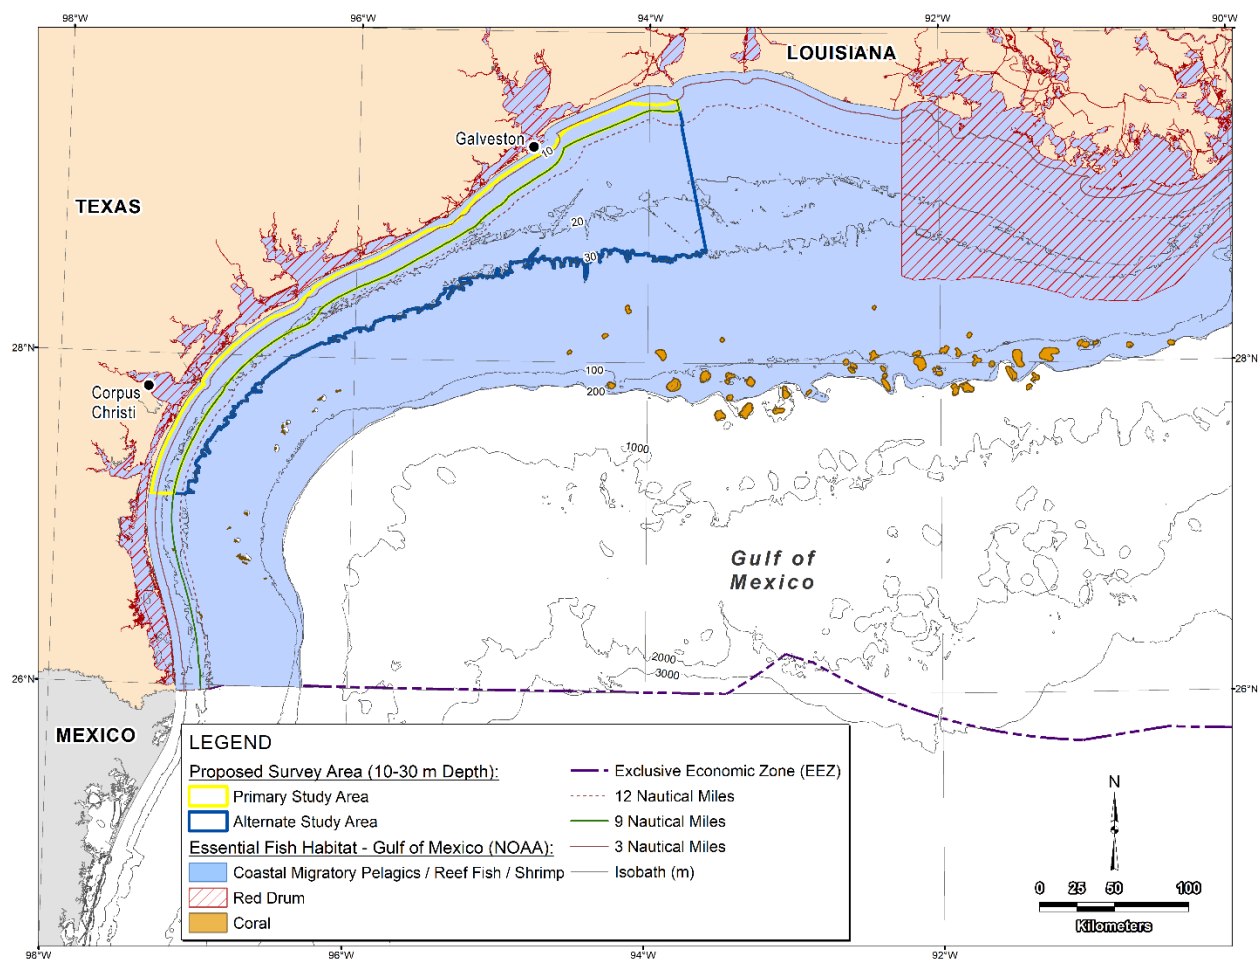 98°W
96°W
94°W
92°W
90°W
LOUISIANA
Galveston
10
TEXAS
20
30
28°N
28°N
100
200
Corpus
Christi
1000
Gulf of
Mexico
2000
3000
26°N
26°N
MEXICO
LEGEND
Proposed Survey Area (10-30 m Depth):
Primary Study Area
Alternate Study Area
Essential Fish Habitat - Gulf of Mexico (NOAA):
Coastal Migratory Pelagics / Reef Fish / Shrimp
Red Drum
Coral
Exclusive Economic Zone (EEZ)
12 Nautical Miles
9 Nautical Miles
3 Nautical Miles
Isobath (m)
N
0 25 50 100
Kilometers
98°W
96°W
94°W
92°W